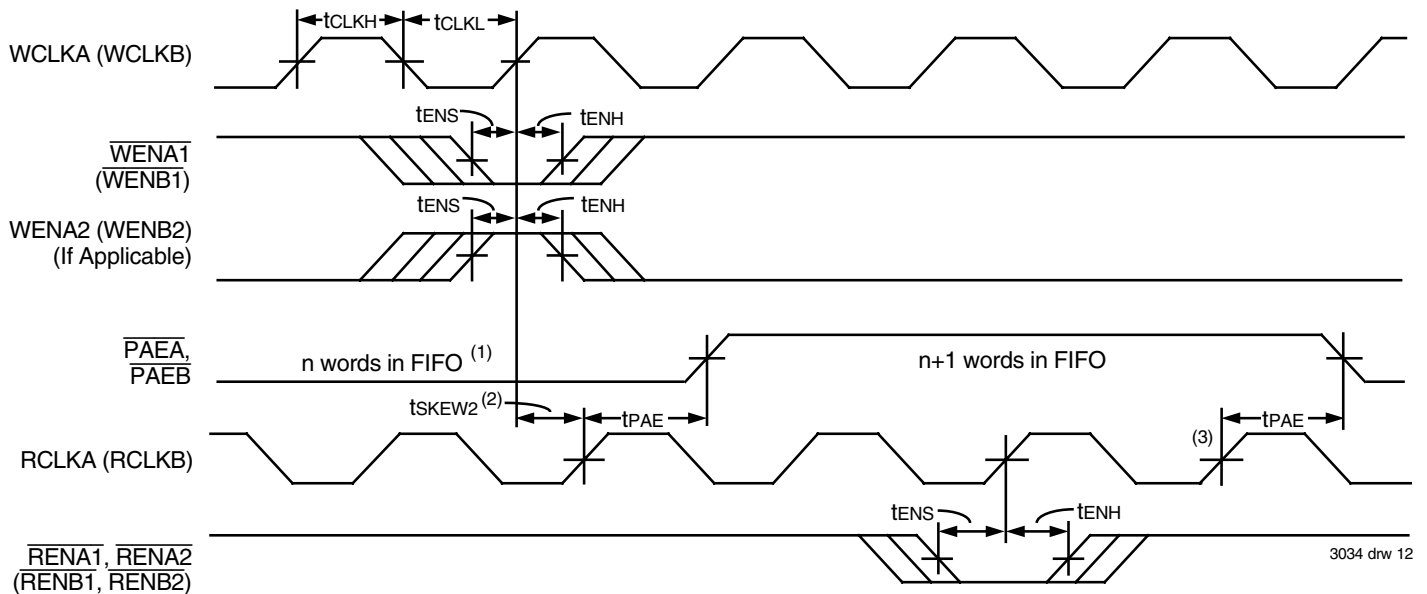 tCLKH tCLKL
WCLKA (WCLKB)
tENS tENH
WENA1
(WENB1)
tENS tENH
WENA2 (WENB2)
(If Applicable)
PAEA,
PAEB
n words in FIFO (1)
n+1 words in FIFO
tSKEW2(2)
tPAE
tPAE
RCLKA (RCLKB)
(3)
tENS tENH
RENA1, RENA2
(RENB1, RENB2)
3034 drw 12